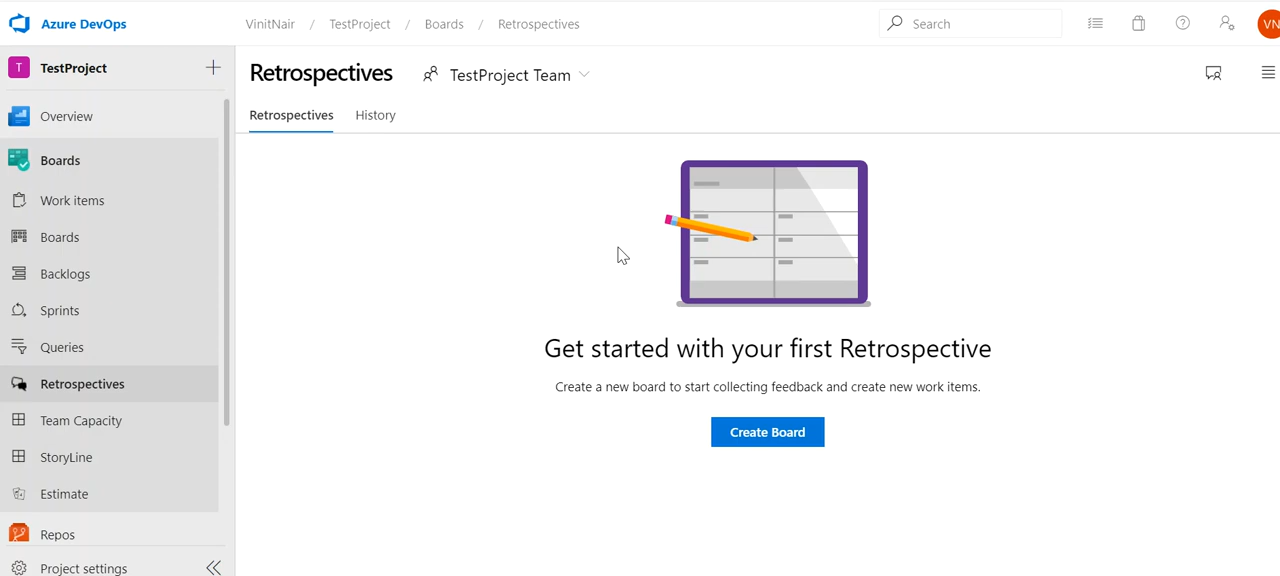 Azure DevOps
VinitNair / TestProject / Boards / Retrospectives
Search
VN
T TestProject
Retrospectives
TestProject Team
Retrospectives
History
Overview
Boards
Work items
Boards
Backlogs
Sprints
Queries
Retrospectives
Team Capacity
StoryLine
Estimate
Repos
Project settings
Get started with your first Retrospective
Create a new board to start collecting feedback and create new work items.
Create Board